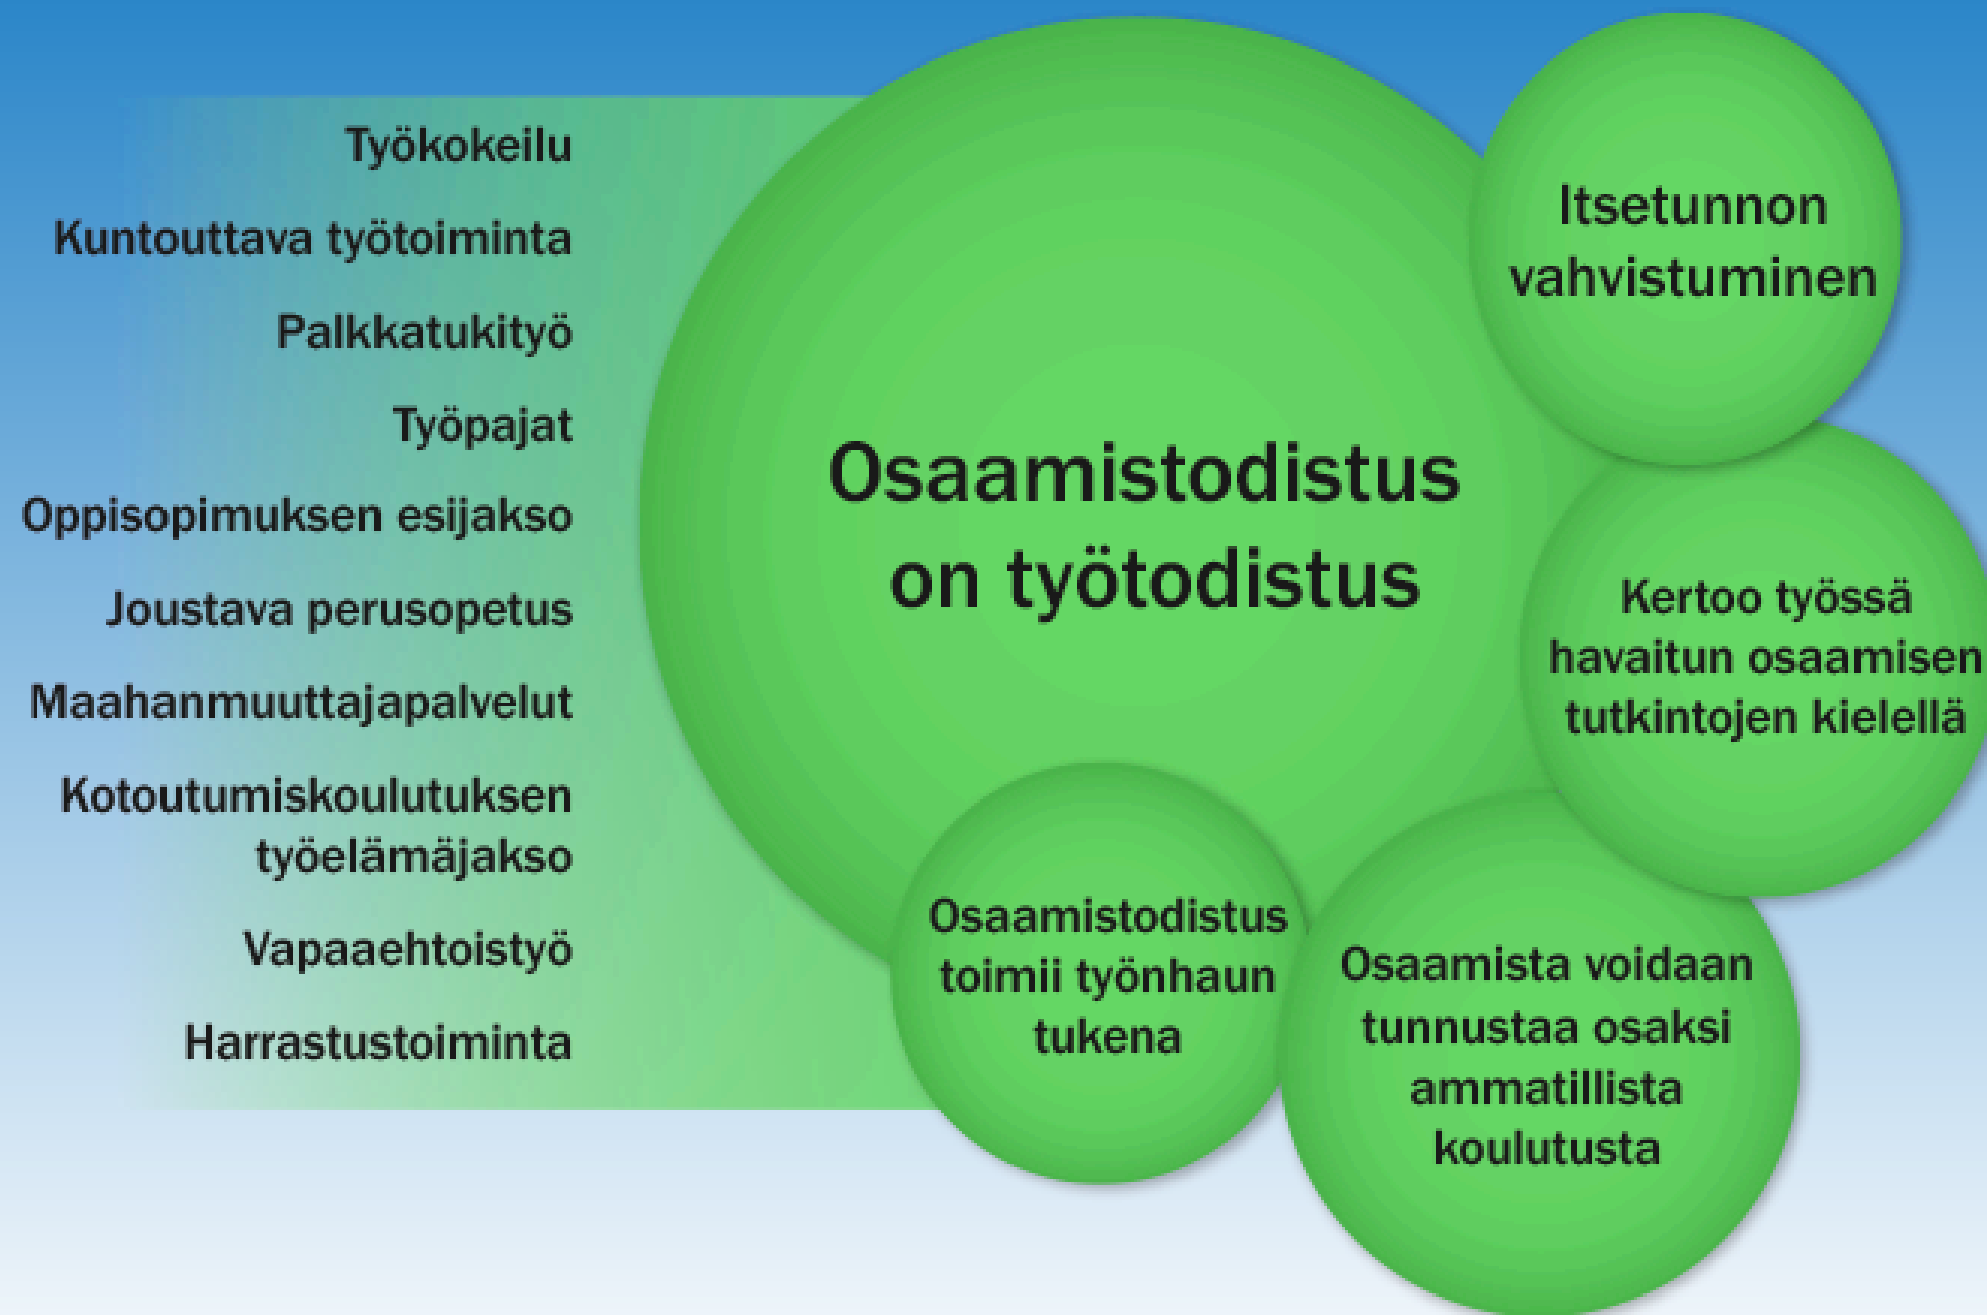 Työkokeilu
Kuntouttava työtoiminta
Palkkatukityö
Työpajat
Oppisopimuksen esijakso
Joustava perusopetus
Maahanmuuttajapalvelut
Kotoutumiskoulutuksen
työelämäjakso
Vapaaehtoistyö
Harrastustoiminta
Osaamistodistus
on työtodistus
Itsetunnon
vahvistuminen
Kertoo työssä
havaitun osaamisen
tutkintojen kielellä
Osaamista voidaan
tunnustaa osaksi
ammatillista
koulutusta
Osaamistodistus
toimii työnhaun
tukena